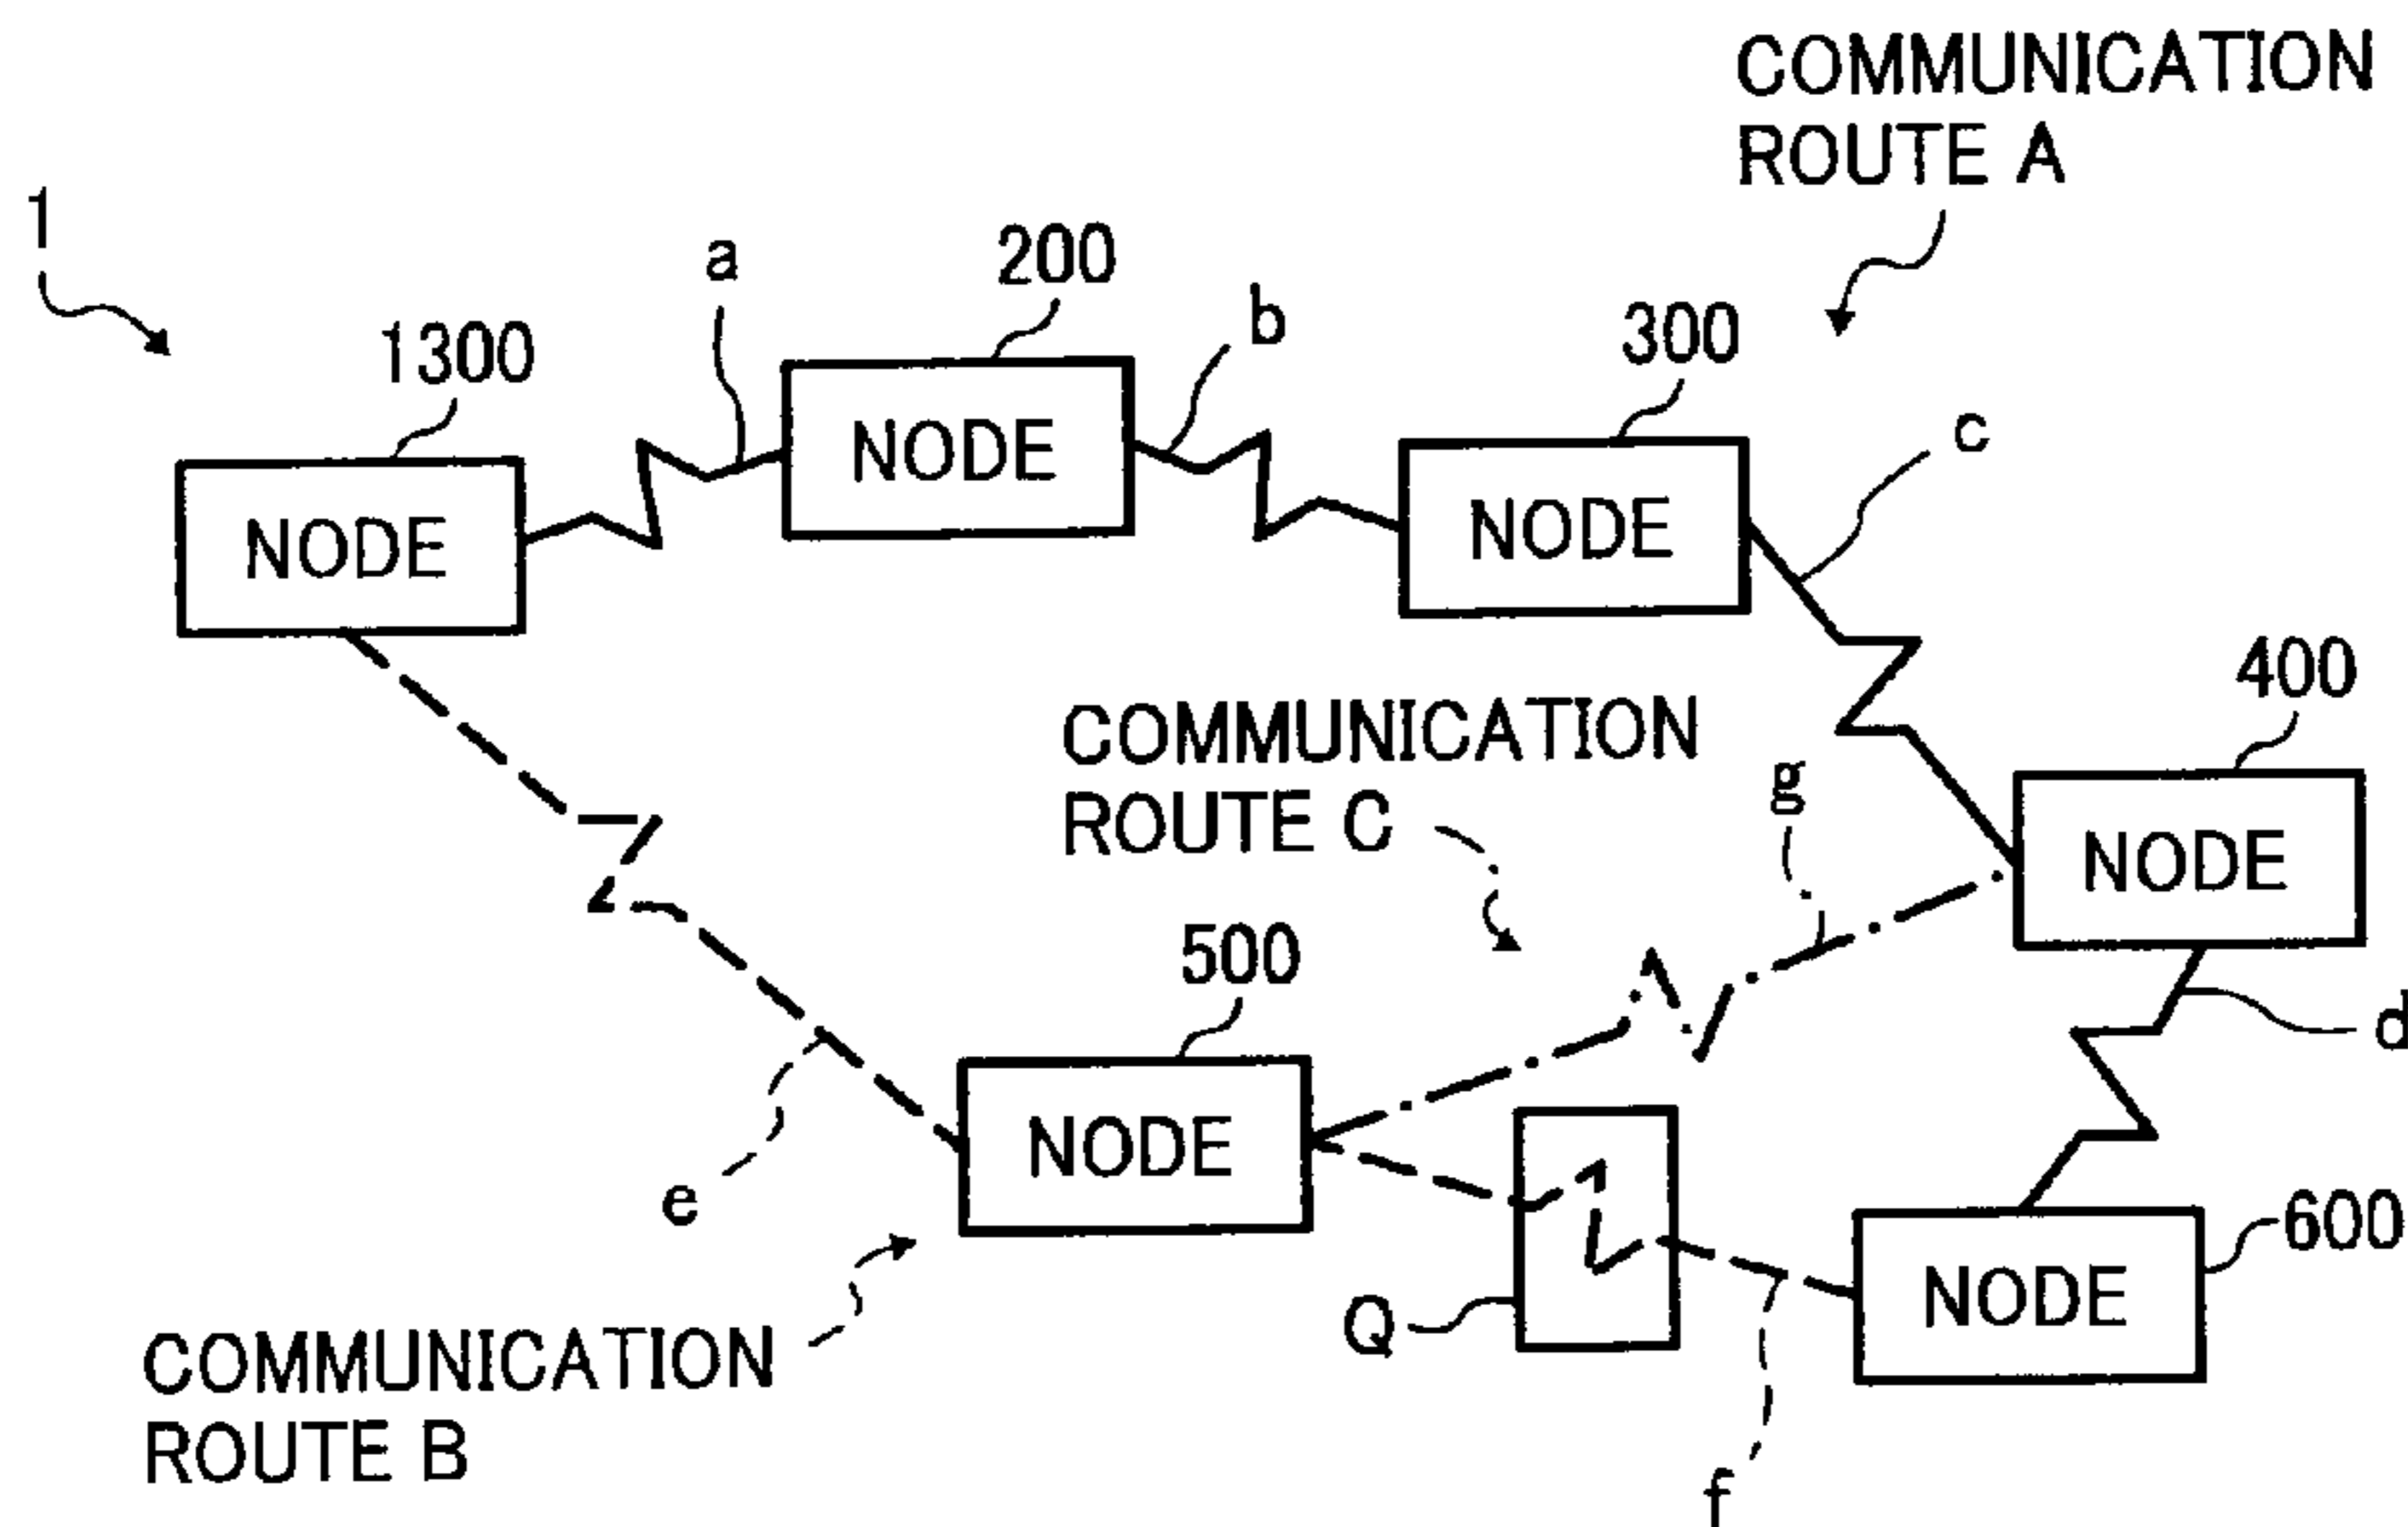 COMMUNICATION
ROUTE A
1
a
200
b
300
1300
c
NODE
NODE
NODE
400
COMMUNICATION
ROUTE C
g
NODE
500
d
NODE
e
Q
600
NODE
COMMUNICATION
ROUTE B
f